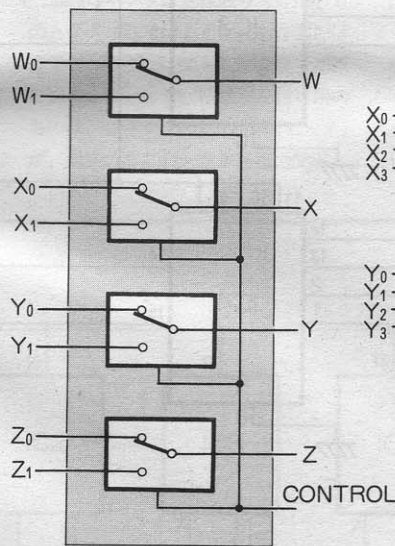 W₀
W
W₁
X₀
X₁
X₂
X₃
X₀
X
X₁
Y₀
Y₁
Y₂
Y₃
Y₀
Y
Y₁
Z₀
Z
Z₁
CONTROL